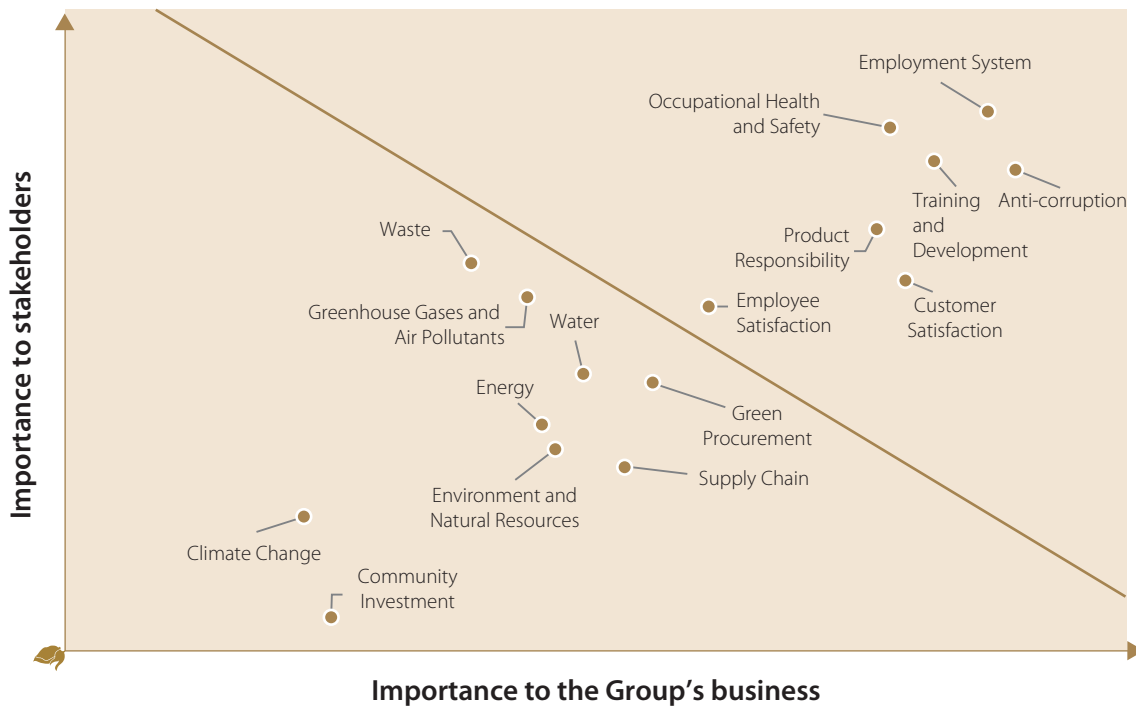 Employment System
Occupational Health
and Safety
Training
and
Development
Anti-corruption
Waste
Product
Responsibility
Greenhouse Gases and
Air Pollutants
Water
Employee
Satisfaction
Customer
Satisfaction
Energy
Green
Procurement
Supply Chain
Environment and
Natural Resources
Climate Change
Community
Investment
Importance to stakeholders
Importance to the Group’s business